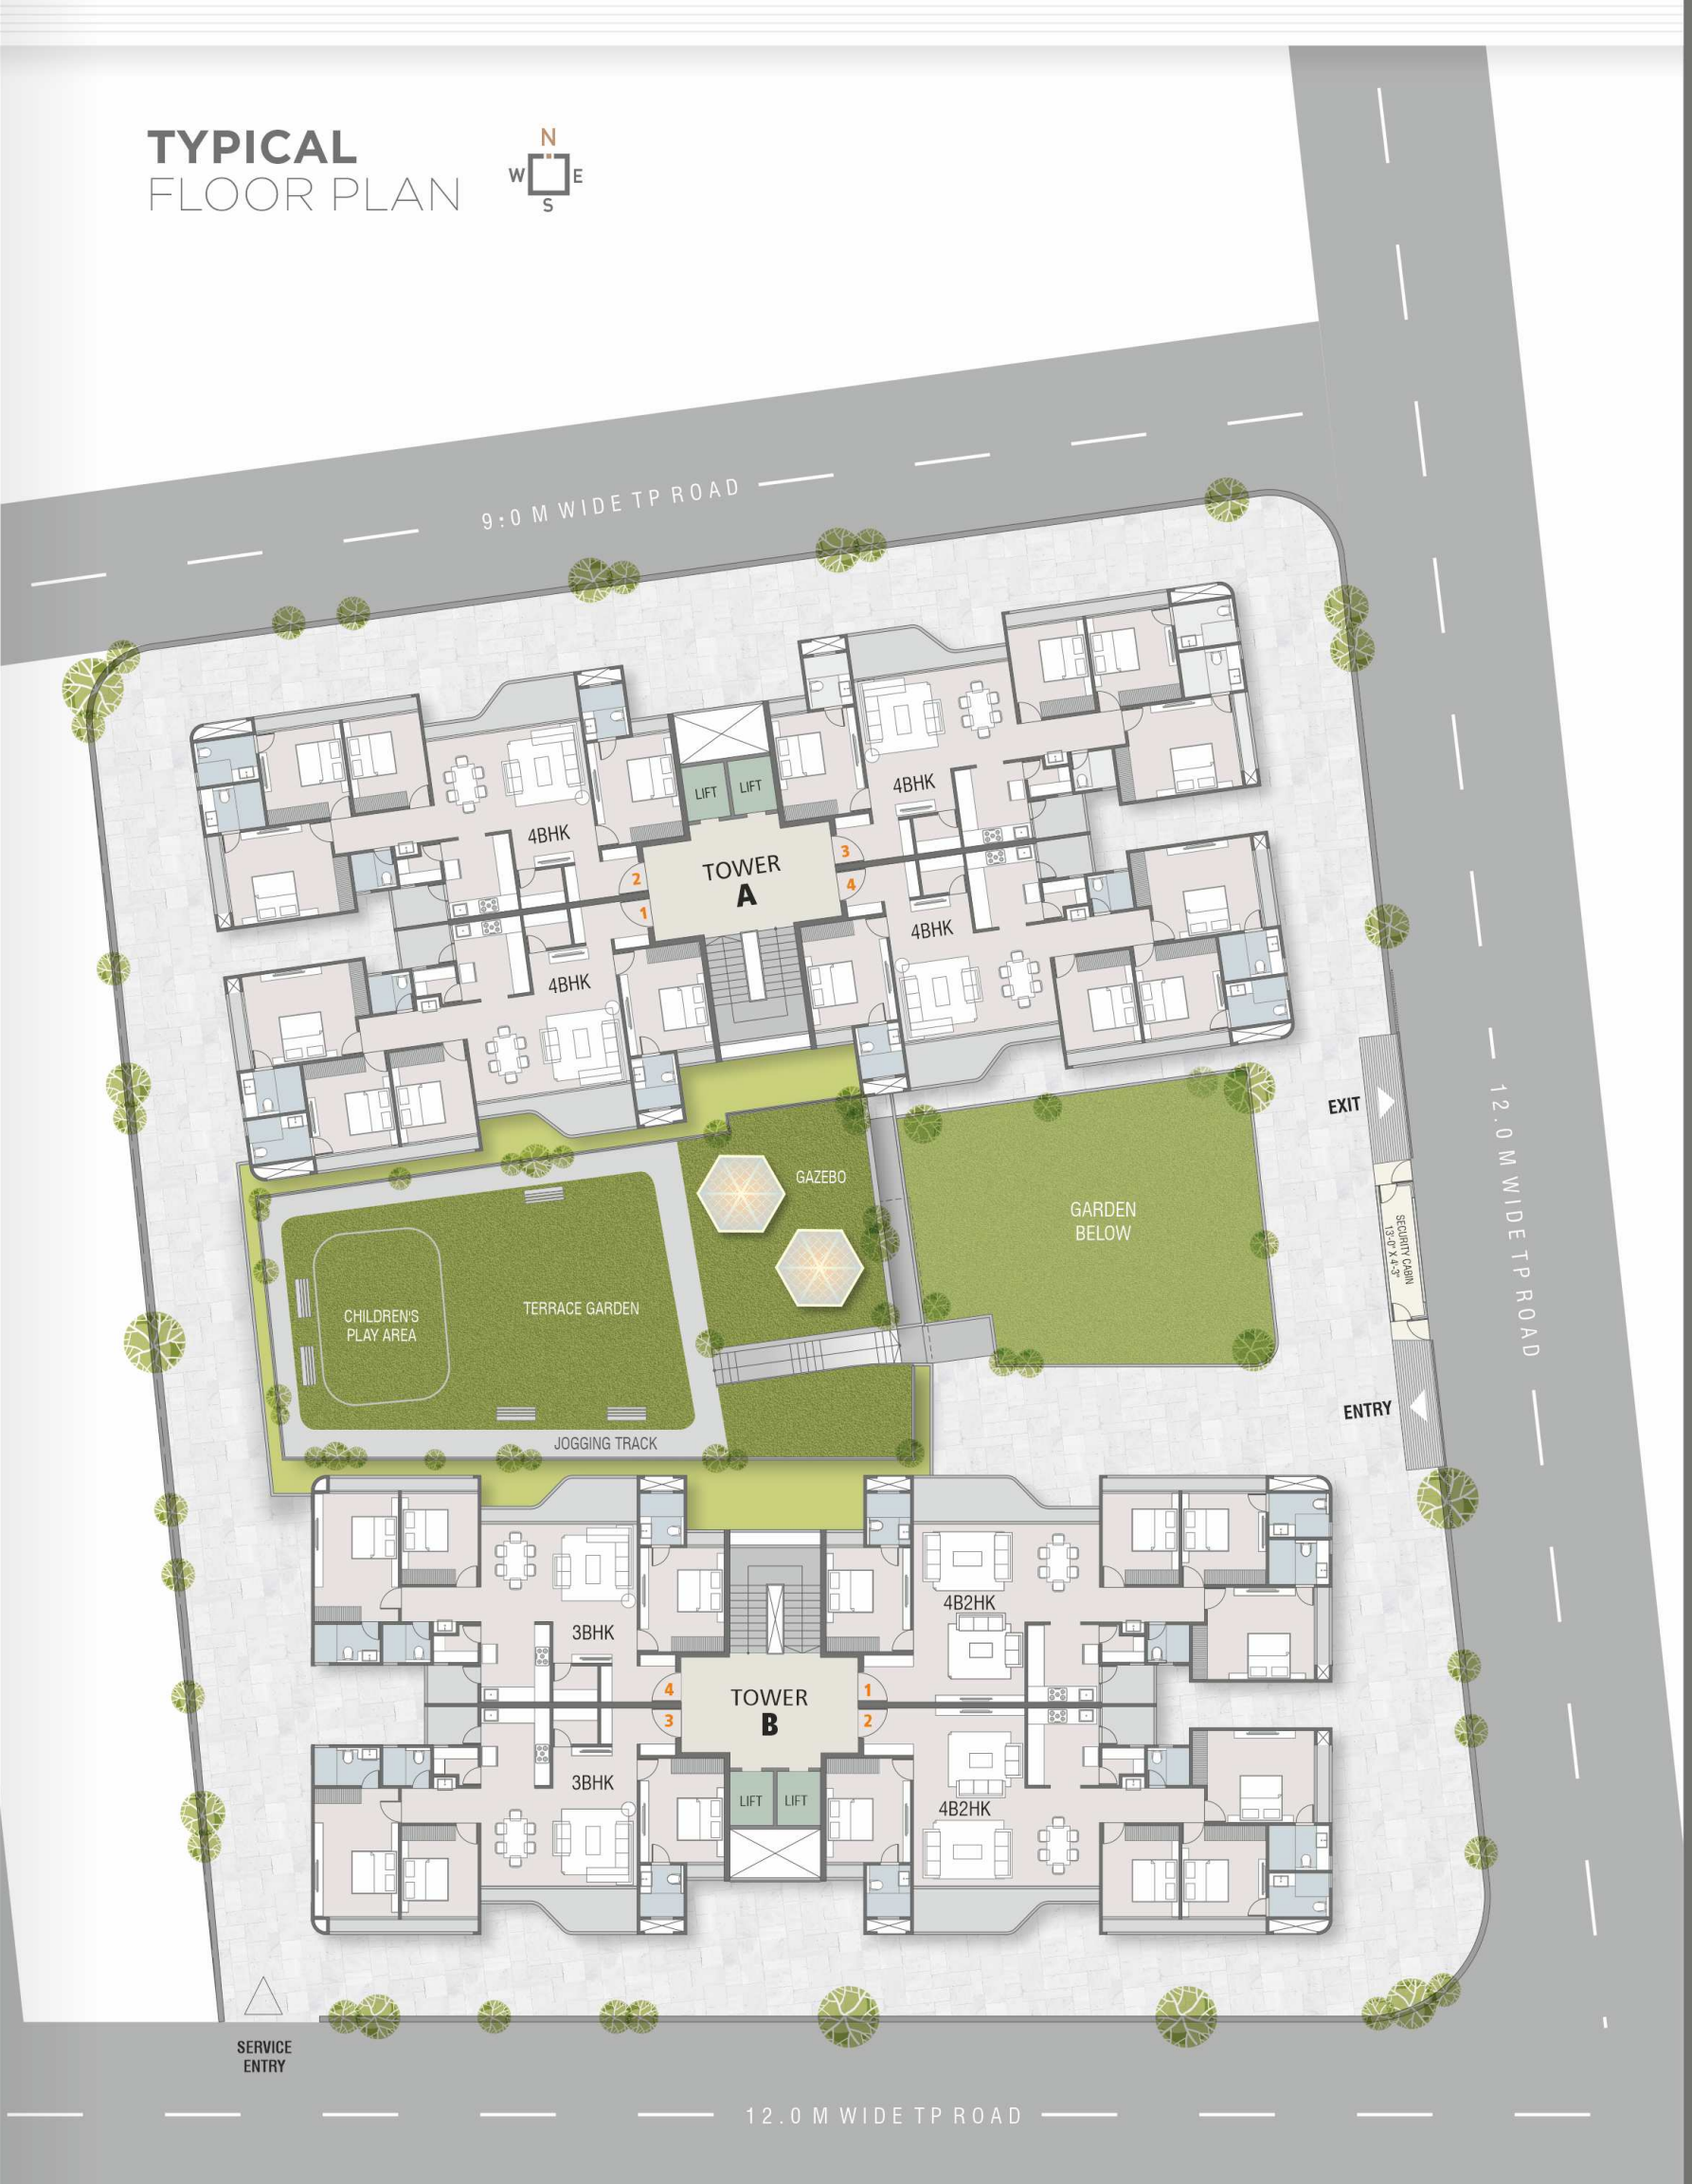 TYPICAL
FLOOR PLAN
N
W E
S
9:0 M WIDE TP ROAD
4BHK
LIFT LIFT
4BHK
TOWER
A
2
1
3
4
4BHK
4BHK
EXIT
12.0 M WIDE TP ROAD
GAZEBO
GARDEN
BELOW
SECURITY CABIN
13'-0" X 4'-3"
CHILDREN'S
PLAY AREA
TERRACE GARDEN
ENTRY
JOGGING TRACK
3BHK
4B2HK
4
1
TOWER
B
3
2
3BHK
LIFT LIFT
4B2HK
SERVICE
ENTRY
12.0 M WIDE TP ROAD